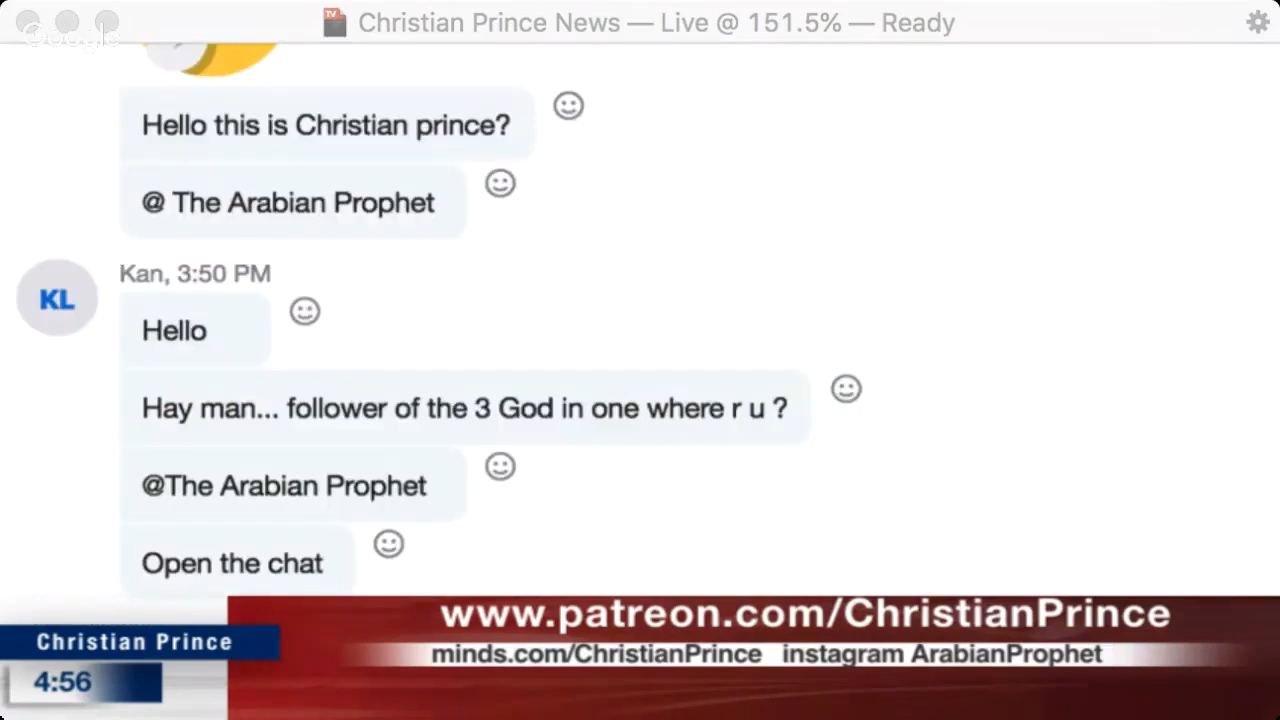 Christian Prince News — Live @ 151.5% — Ready
Google
TV
Hello this is Christian prince?
@ The Arabian Prophet
Kan, 3:50 PM
KL
Hello
Hay man... follower of the 3 God in one where r u ?
@The Arabian Prophet
Open the chat
www.patreon.com/ChristianPrince
Christian Prince
minds.com/ChristianPrince instagram ArabianProphet
4:56